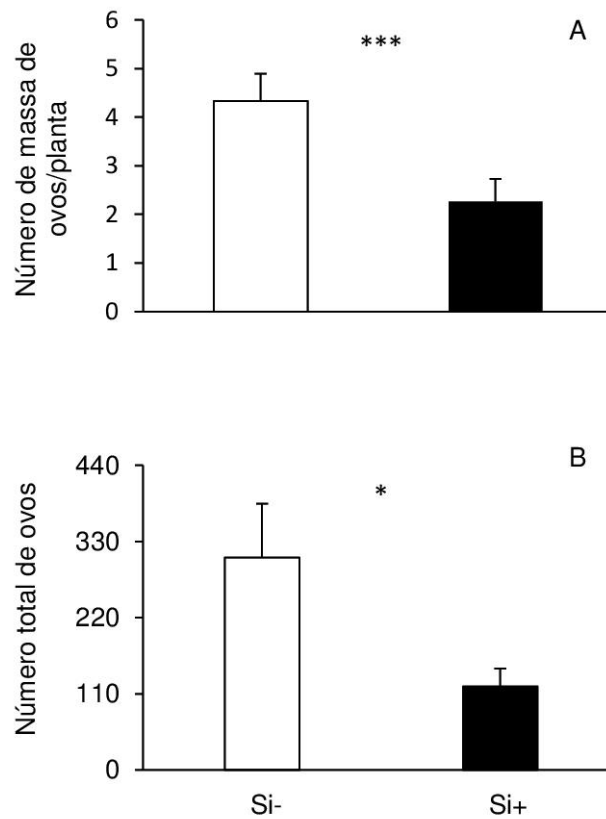 A
***
Número de massa de
ovos/planta
6
5
4
3
2
1
0
B
*
Número total de ovos
440
330
220
110
0
Si-
Si+